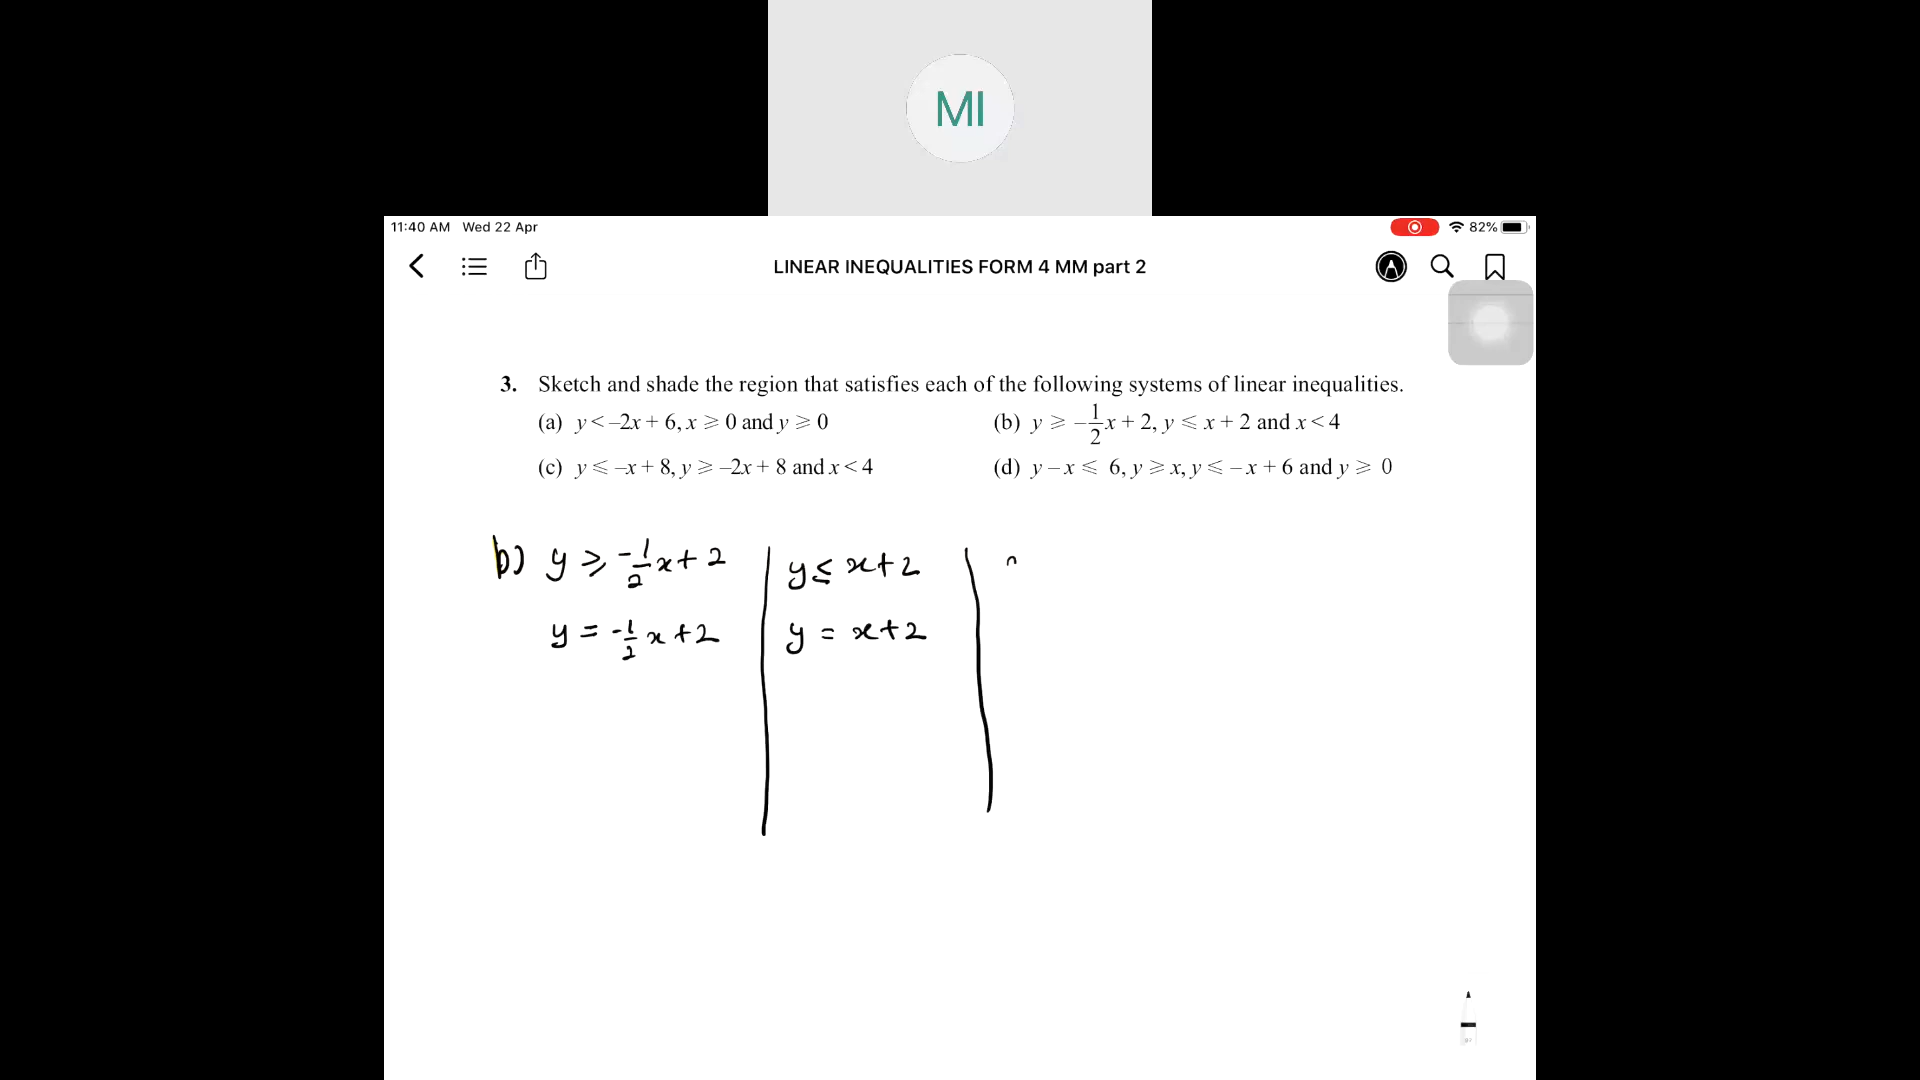 MI
11:40 AM Wed 22 Apr 82%
LINEAR INEQUALITIES FORM 4 MM part 2
3. Sketch and shade the region that satisfies each of the following systems of linear inequalities.
(a) y < –2x + 6, x ⩾ 0 and y ⩾ 0
(b) y ⩾ –1/2x + 2, y ⩽ x + 2 and x < 4
(c) y ⩽ –x + 8, y ⩾ –2x + 8 and x < 4
(d) y – x ⩽ 6, y ⩾ x, y ⩽ – x + 6 and y ⩾ 0
b) y ⩾ -1/2x + 2
y = -1/2x + 2
y ≤ x + 2
y = x + 2